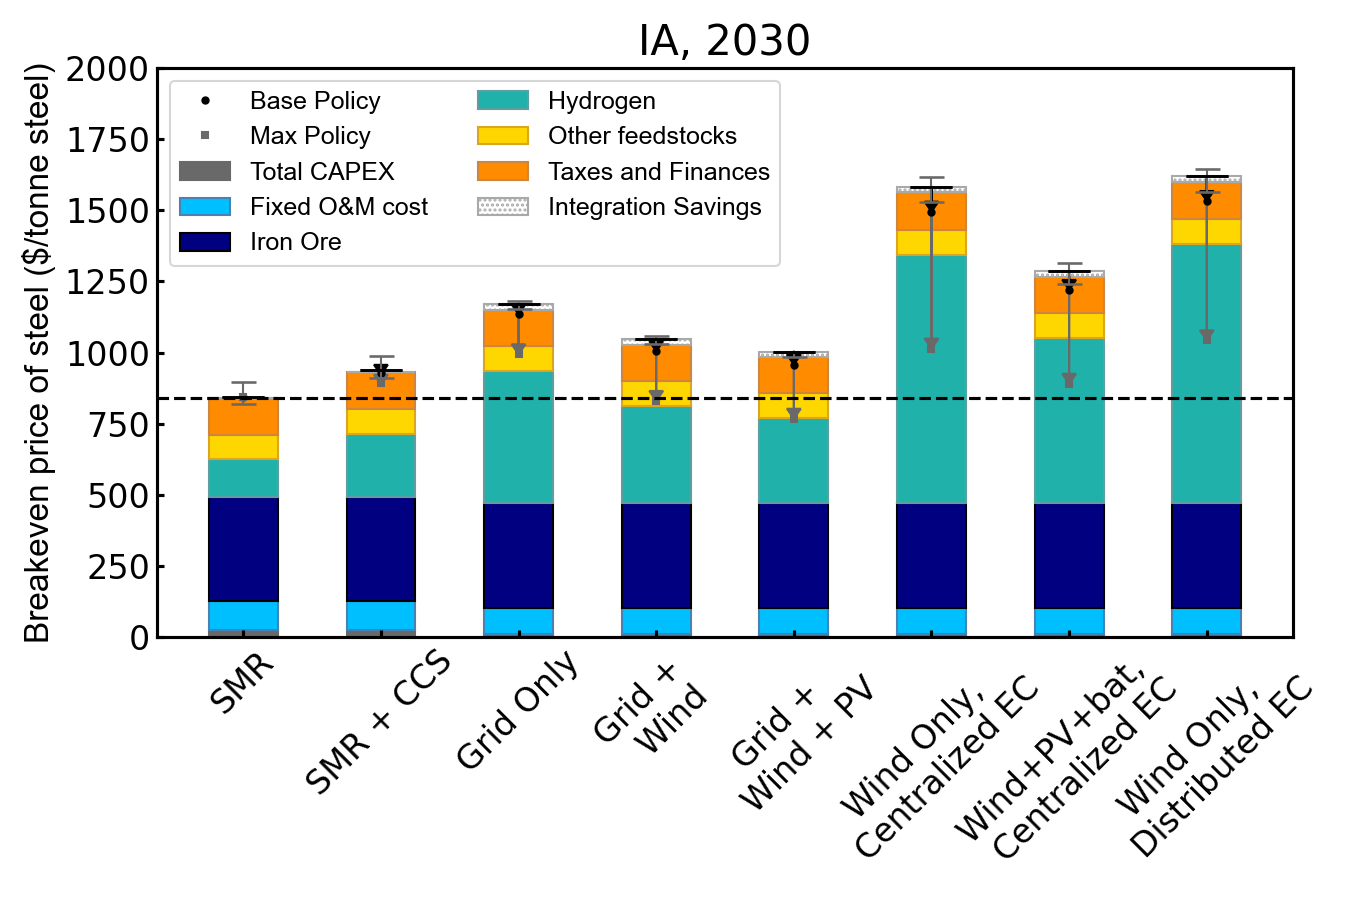 IA, 2030
Breakeven price of steel ($/tonne steel)
2000
1750
1500
1250
1000
750
500
250
0
Base Policy
Max Policy
Total CAPEX
Fixed O&M cost
Iron Ore
Hydrogen
Other feedstocks
Taxes and Finances
Integration Savings
SMR
SMR + CCS
Grid Only
Grid +
Wind
Grid +
Wind + PV
Wind Only,
Centralized EC
Wind+PV+bat,
Centralized EC
Wind Only,
Distributed EC